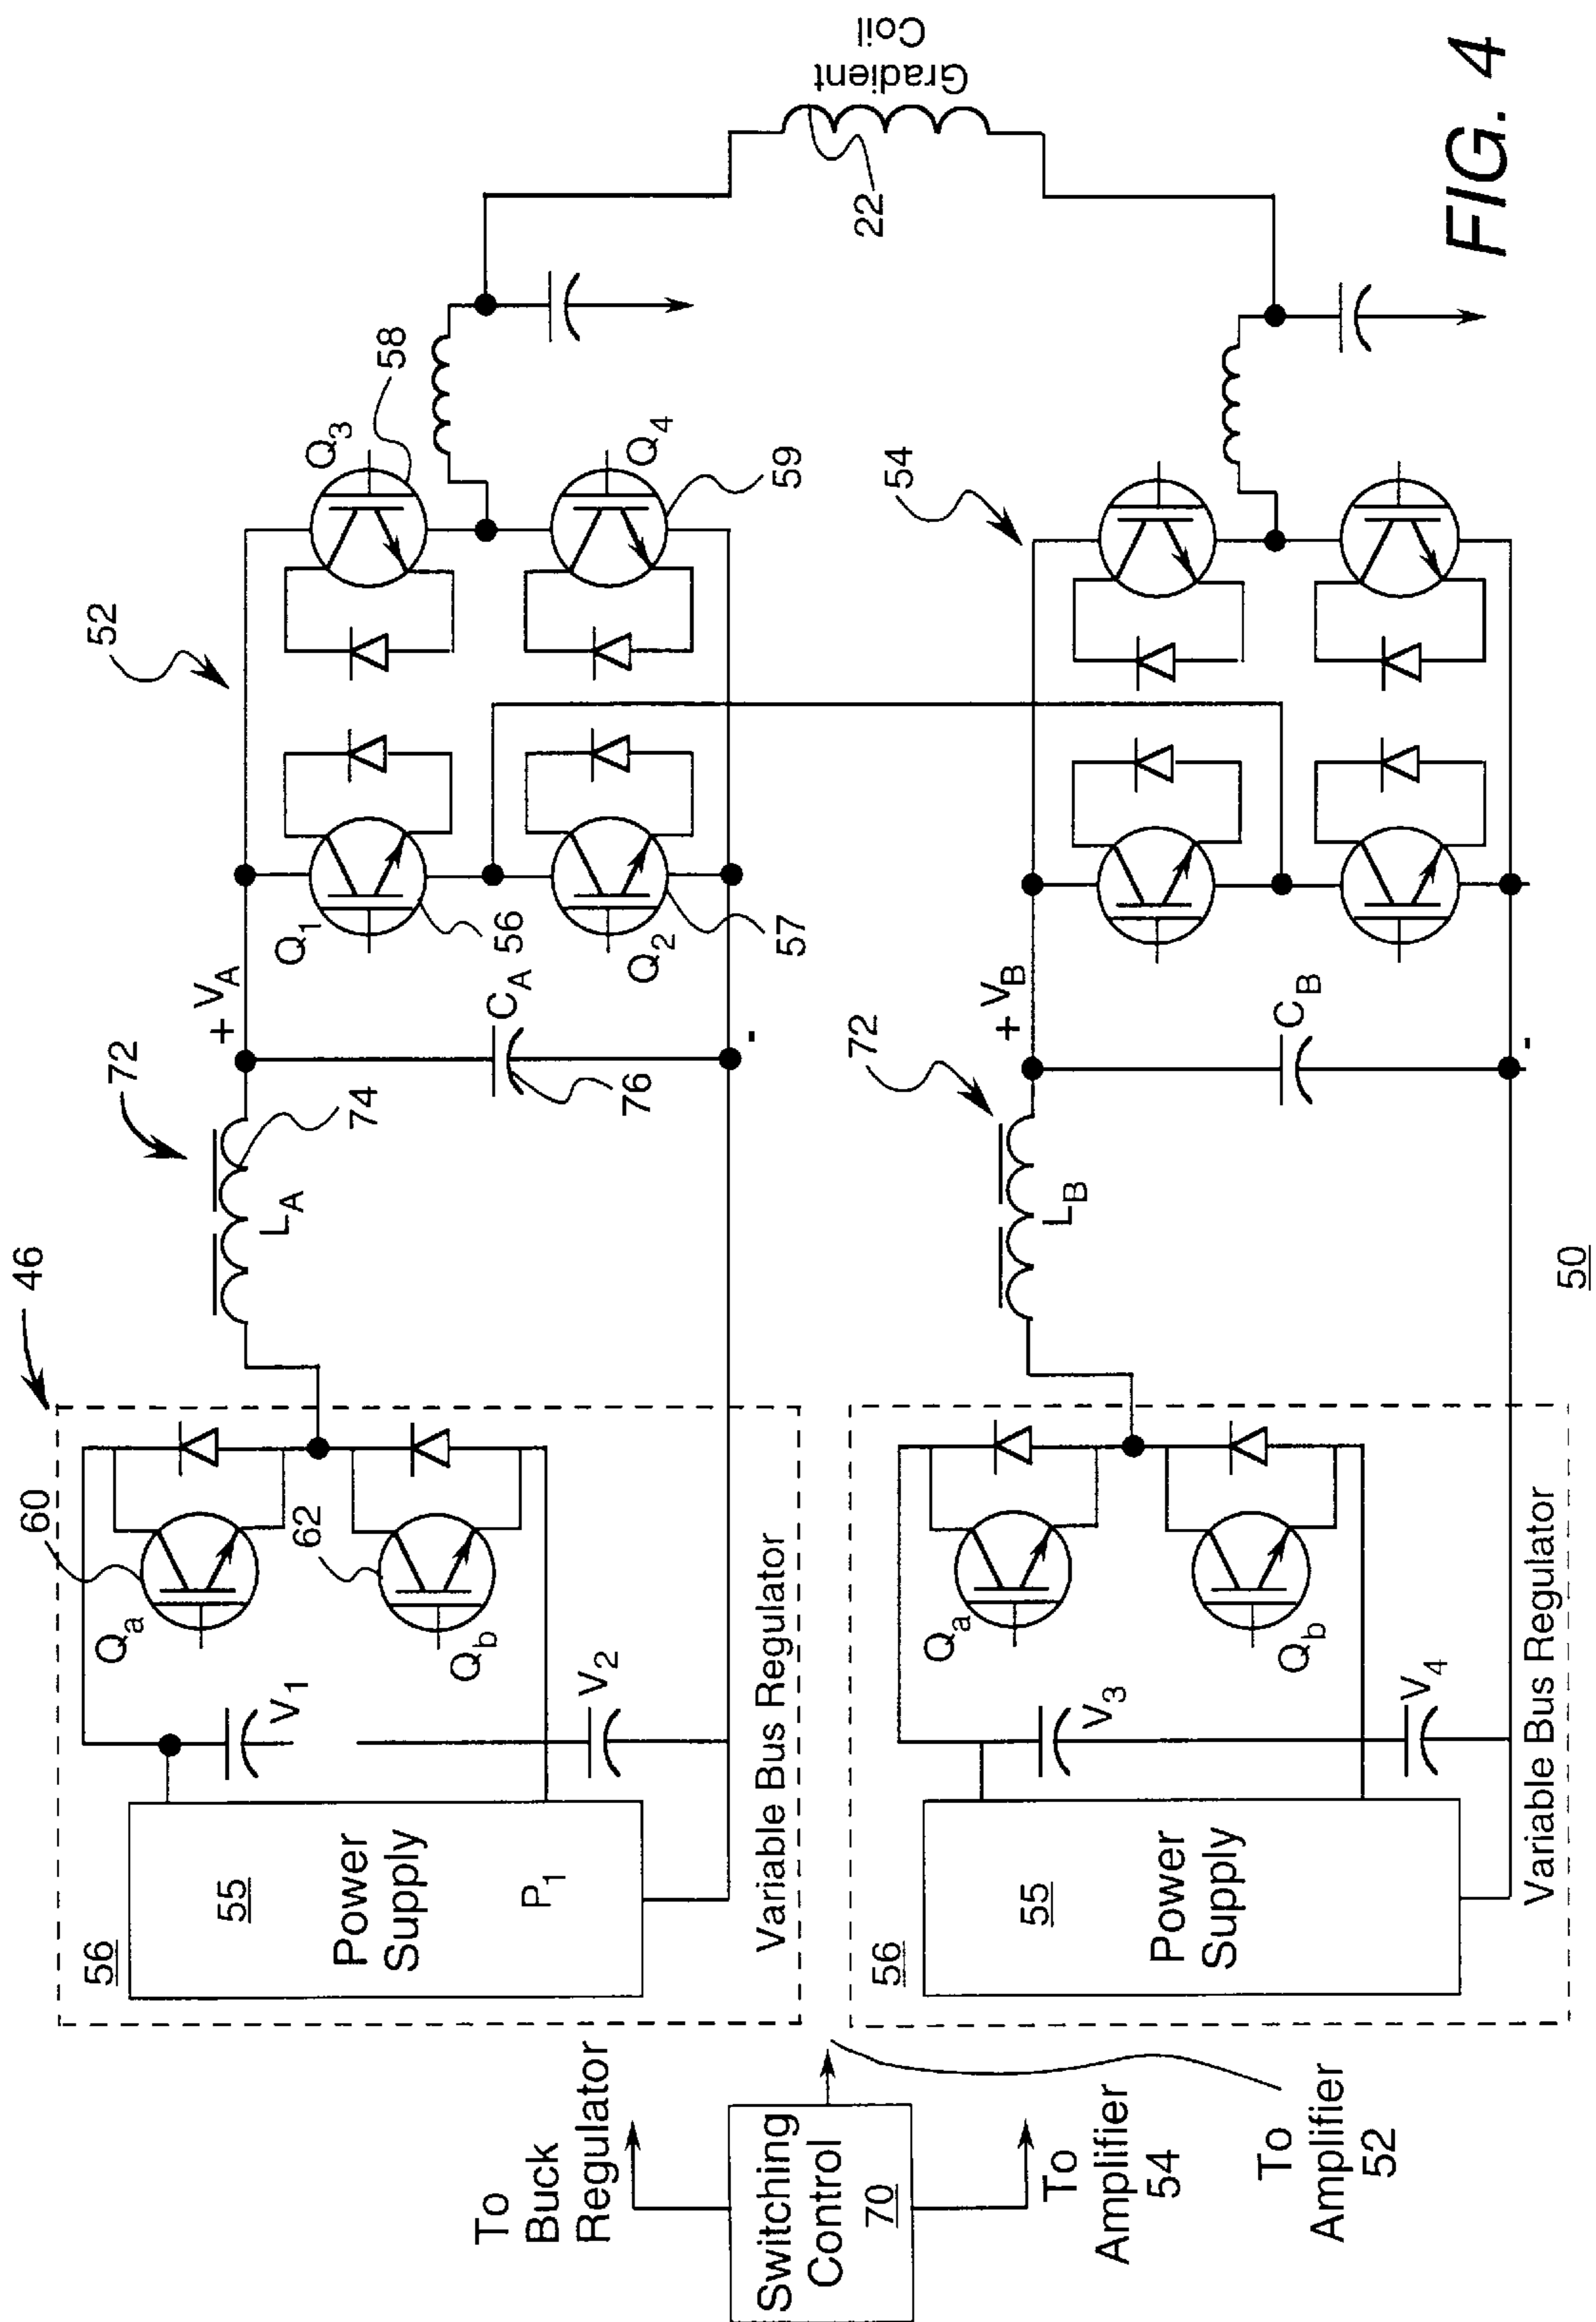 46
60
Qa
62
Qb
V1
V2
56
55
Power
Supply
P1
Variable Bus Regulator
72
LA
74
+ VA
CA
76
-
52
Q1
56
Q2
57
Q3
58
Q4
59
22
Gradient
Coil
To
Buck
Regulator
Switching
Control
70
To
Amplifier
54
To
Amplifier
52
56
55
Power
Supply
Qa
Qb
V3
V4
Variable Bus Regulator
72
LB
+ VB
CB
-
54
50
FIG. 4